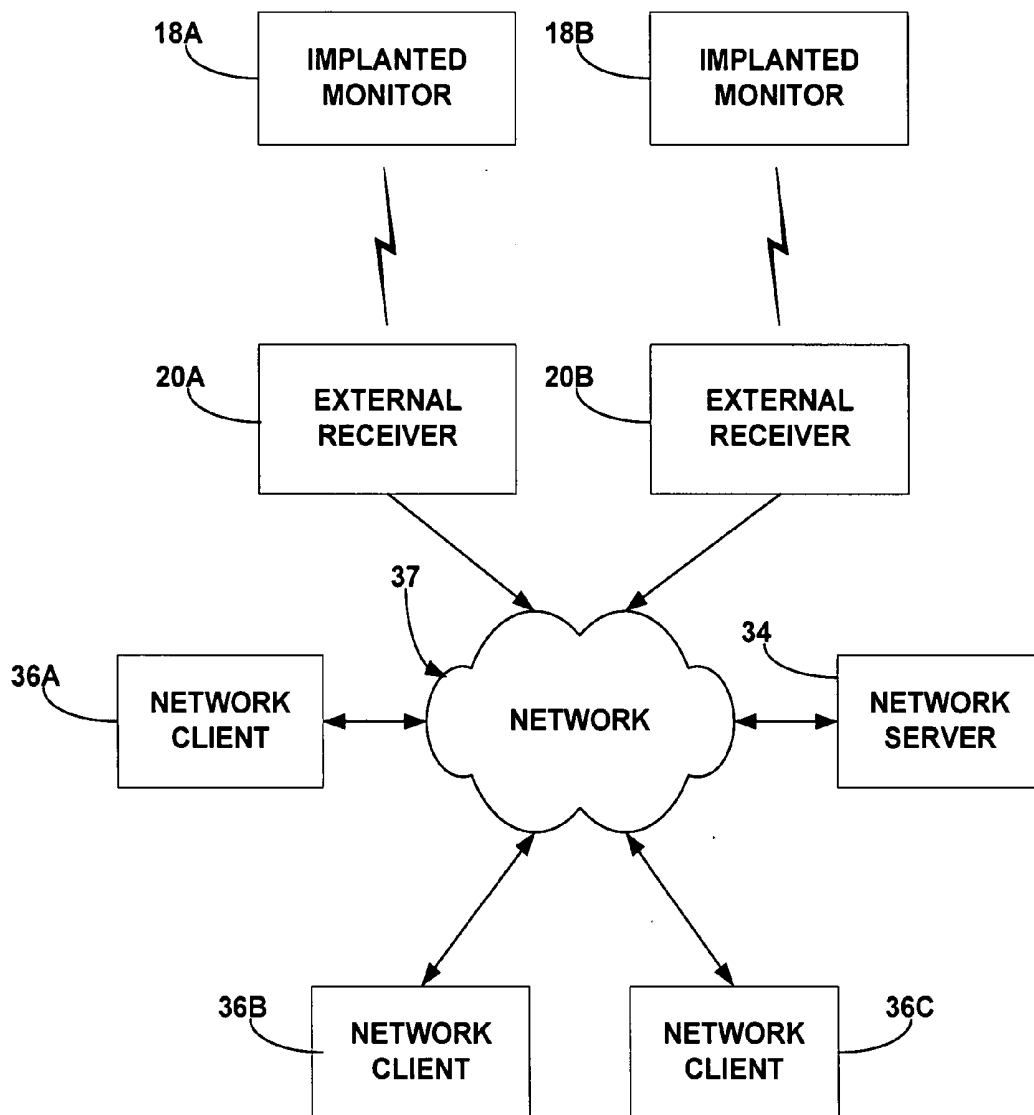 18A
IMPLANTED
MONITOR
18B
IMPLANTED
MONITOR
20A
EXTERNAL
RECEIVER
20B
EXTERNAL
RECEIVER
37
34
36A
NETWORK
CLIENT
NETWORK
NETWORK
SERVER
36B
NETWORK
CLIENT
NETWORK
CLIENT
36C